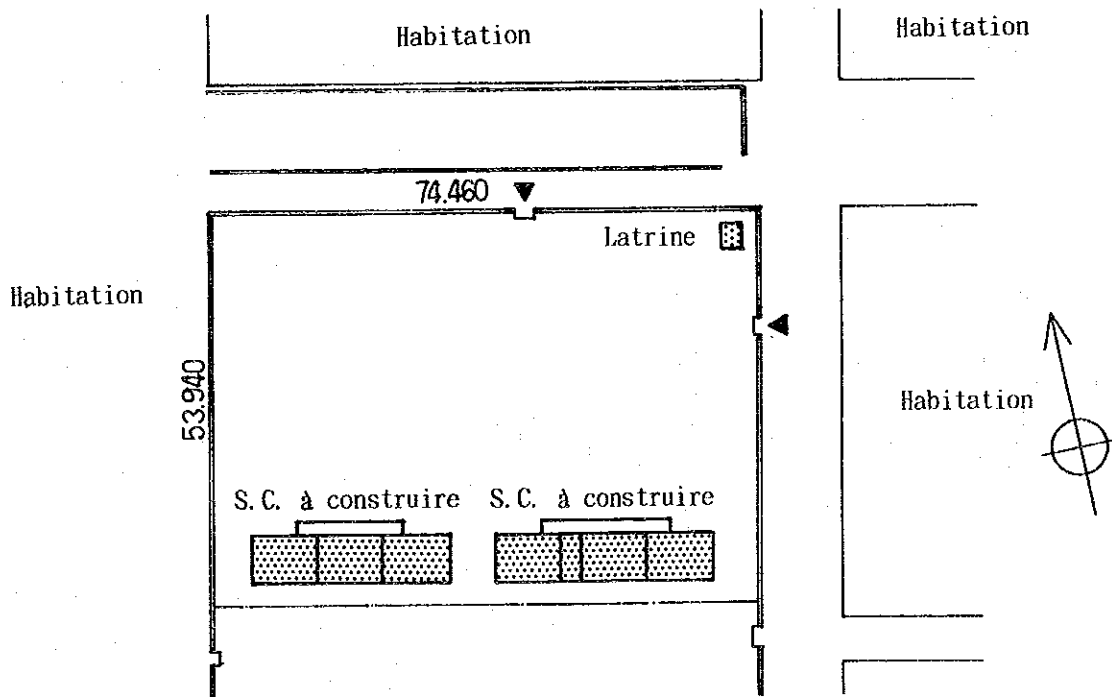 Habitation
Habitation
74.460
Latrine
Habitation
53.940
Habitation
S.C. à construire
S.C. à construire